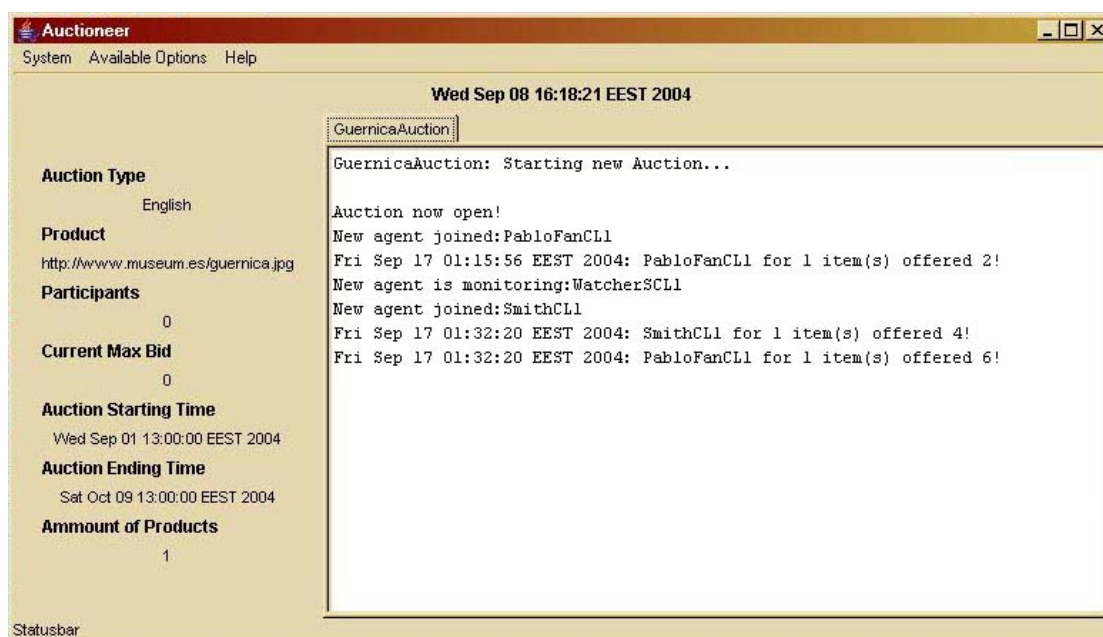 Auctioneer
System Available Options Help
Wed Sep 08 16:18:21 EEST 2004
GuernicaAuction
Auction Type
English
Product
http://www.museum.es/guernica.jpg
Participants
0
Current Max Bid
0
Auction Starting Time
Wed Sep 01 13:00:00 EEST 2004
Auction Ending Time
Sat Oct 09 13:00:00 EEST 2004
Ammount of Products
1
GuernicaAuction: Starting new Auction...
Auction now open!
New agent joined:PabloFanCL1
Fri Sep 17 01:15:56 EEST 2004: PabloFanCL1 for 1 item(s) offered 2!
New agent is monitoring:WatcherSCL1
New agent joined:SmithCL1
Fri Sep 17 01:32:20 EEST 2004: SmithCL1 for 1 item(s) offered 4!
Fri Sep 17 01:32:20 EEST 2004: PabloFanCL1 for 1 item(s) offered 6!
Statusbar